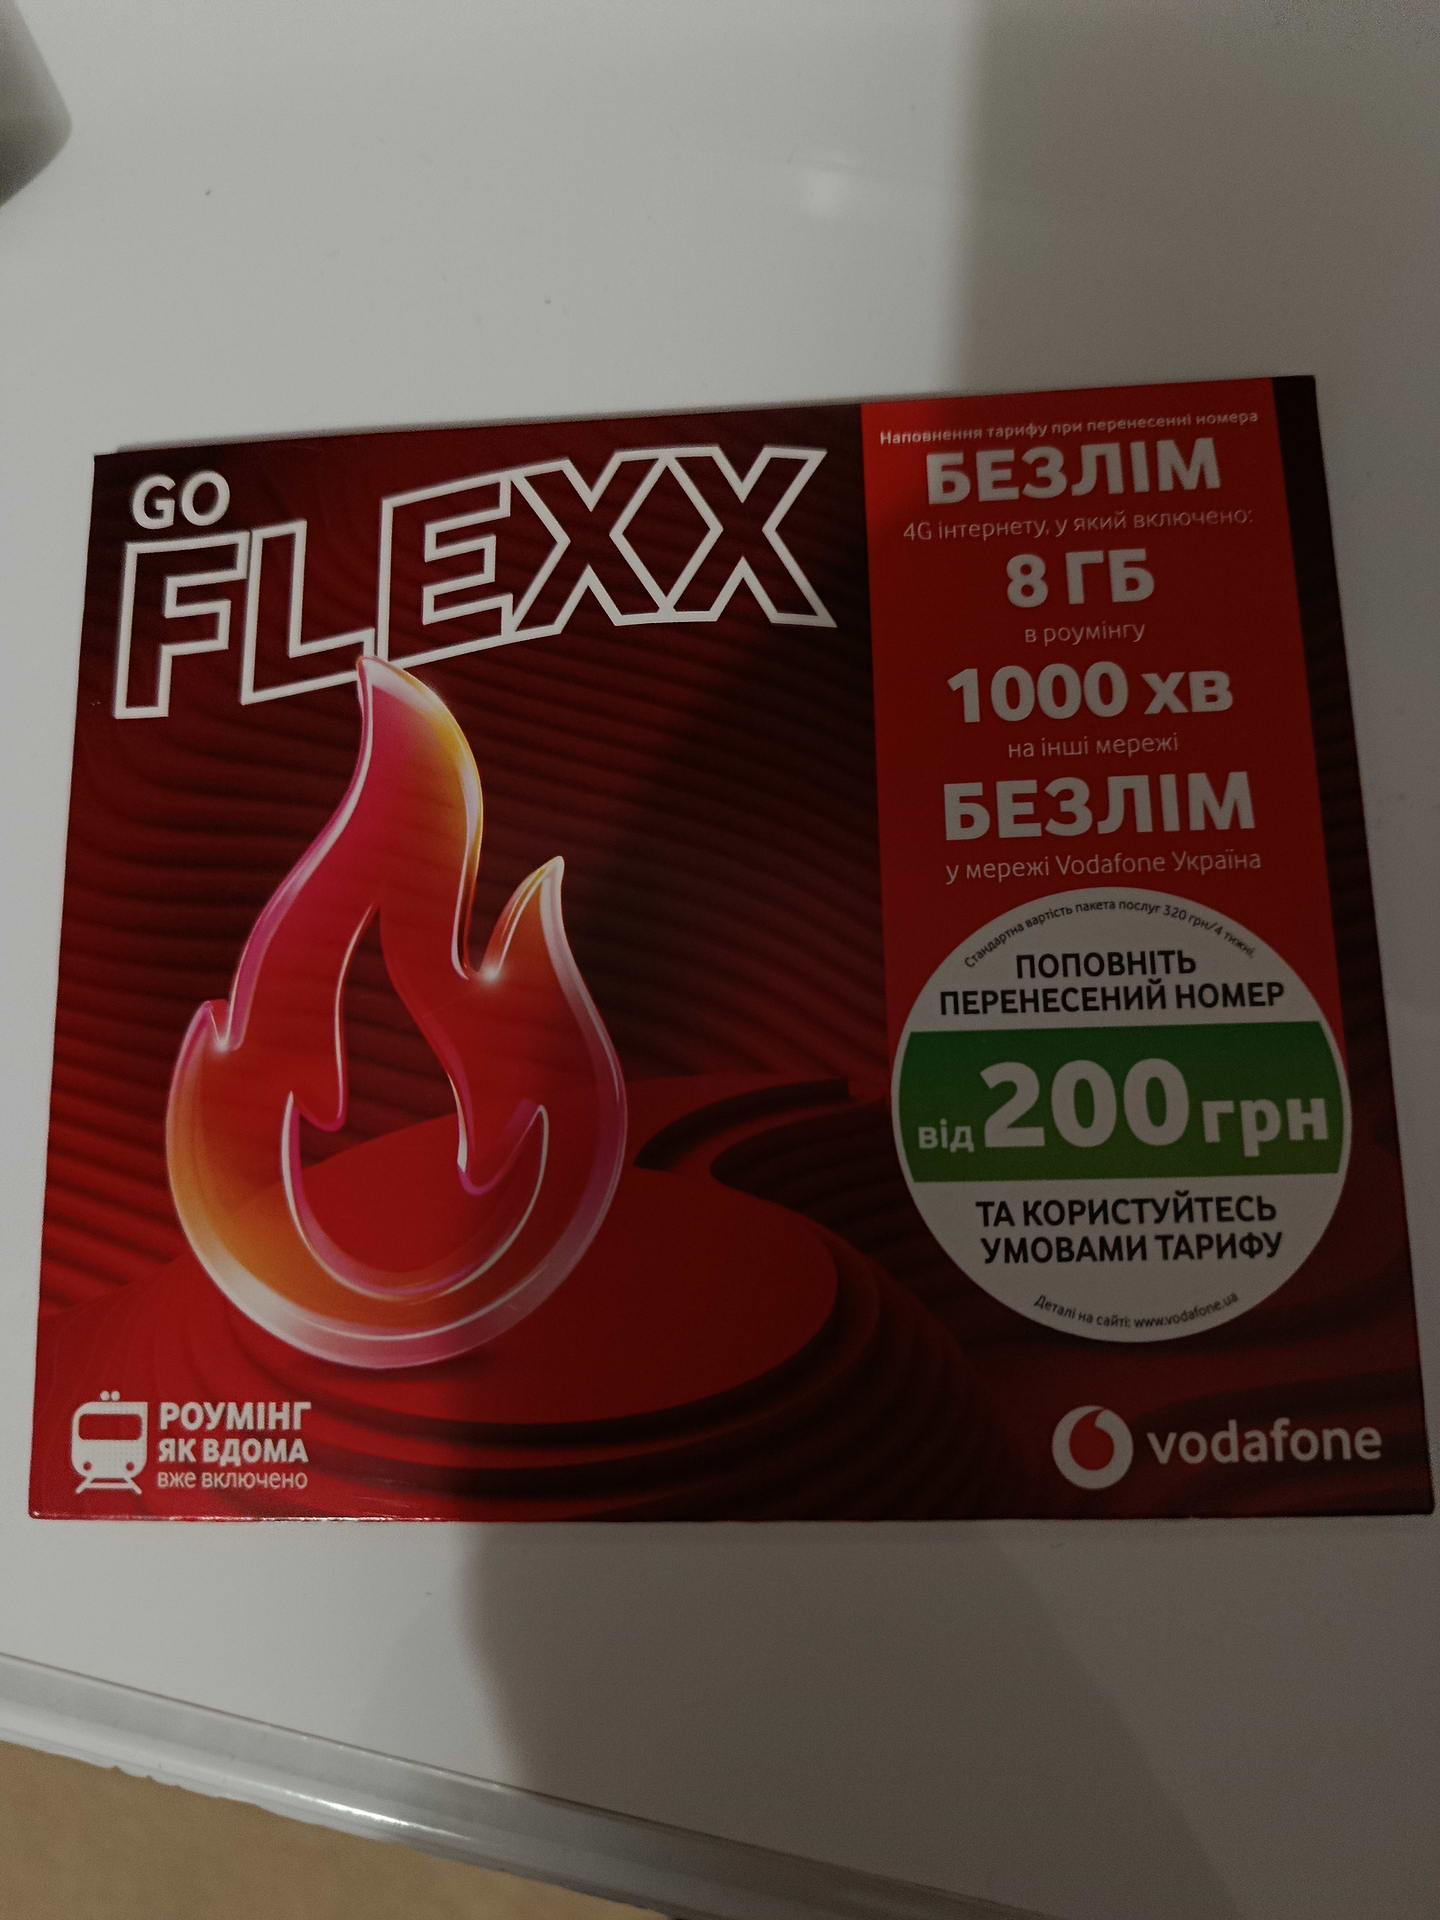 GO
FLEXX
Наповнення тарифу при перенесенні номера
БЕЗЛІМ
4G інтернету, у який включено:
8 ГБ
в роумінгу
1000 хв
на інші мережі
БЕЗЛІМ
у мережі Vodafone Україна
Стандартна вартість пакета послуг 320 грн/4 тижні.
ПОПОВНІТЬ
ПЕРЕНЕСЕНИЙ НОМЕР
від 200 грн
ТА КОРИСТУЙТЕСЬ
УМОВАМИ ТАРИФУ
Деталі на сайті: www.vodafone.ua
РОУМІНГ
ЯК ВДОМА
вже включено
vodafone